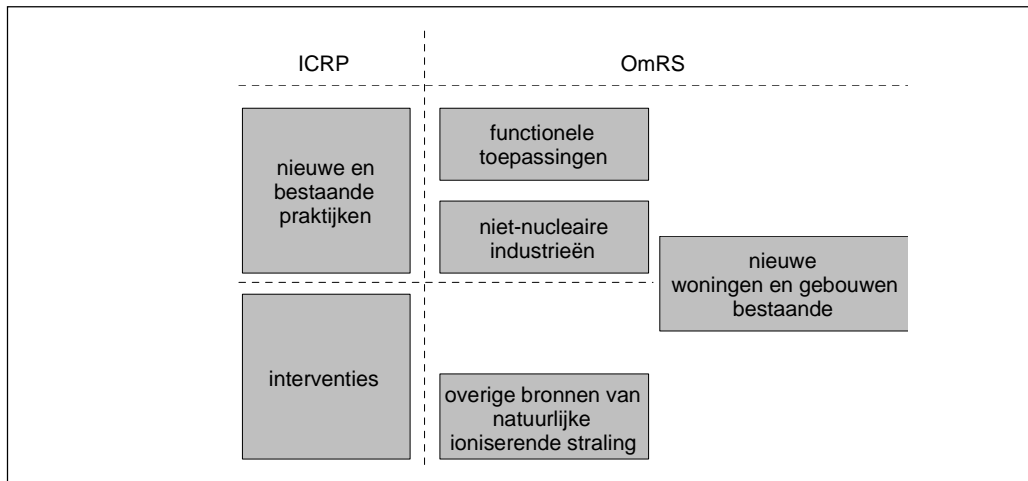 ICRP
OmRS
nieuwe en
bestaande
praktijken
functionele
toepassingen
niet-nucleaire
industrieën
nieuwe
woningen en gebouwen
bestaande
interventies
overige bronnen van
natuurlijke
ioniserende straling